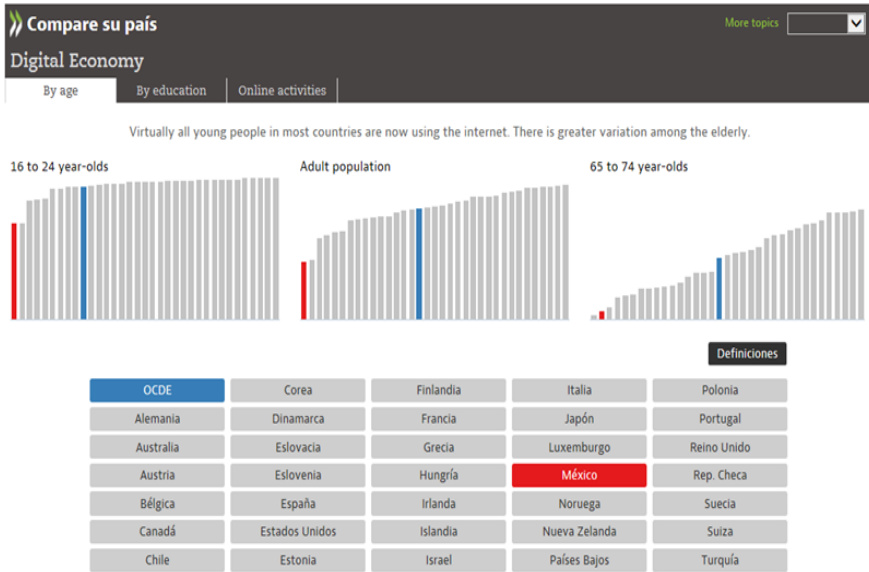 Compare su país
More topics
Digital Economy
By age By education Online activities
Virtually all young people in most countries are now using the internet. There is greater variation among the elderly.
16 to 24 year-olds
Adult population
65 to 74 year-olds
Definiciones
OCDE Corea Finlandia Italia Polonia
Alemania Dinamarca Francia Japón Portugal
Australia Eslovacia Grecia Luxemburgo Reino Unido
Austria Eslovenia Hungría México Rep. Checa
Bélgica España Irlanda Noruega Suecia
Canadá Estados Unidos Islandia Nueva Zelanda Suiza
Chile Estonia Israel Países Bajos Turquía